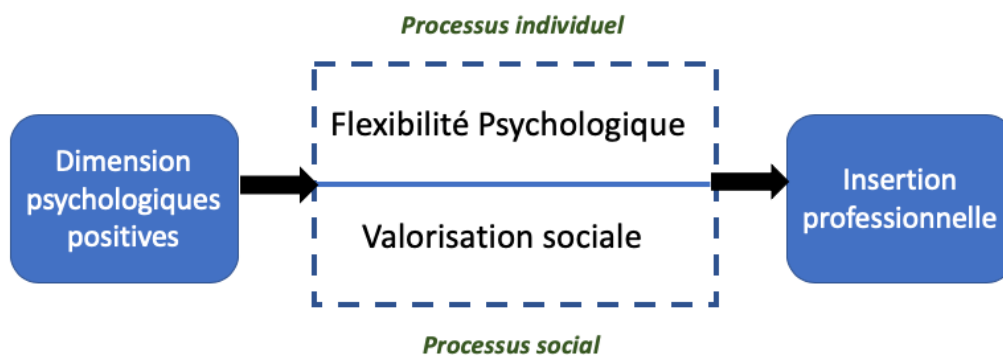 Processus individuel
Flexibilité Psychologique
Dimension
psychologiques
positives
Insertion
professionnelle
Valorisation sociale
Processus social